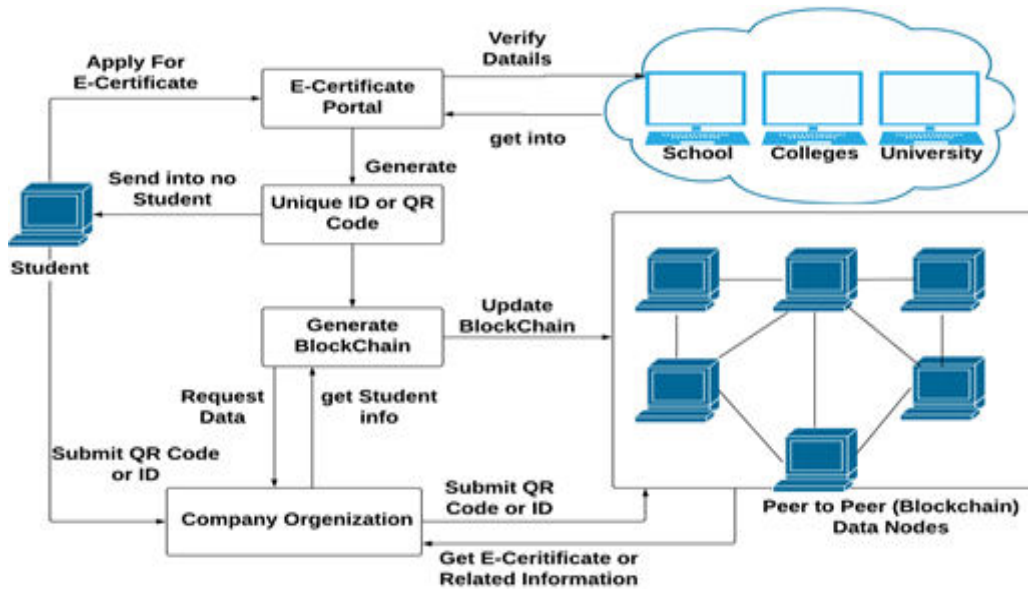 Apply For
E-Certificate
E-Certificate
Portal
Verify
Datails
get into
School
Colleges
University
Generate
Send into no
Student
Unique ID or QR
Code
Student
Generate
BlockChain
Update
BlockChain
Request
Data
get Student
info
Submit QR Code
or ID
Company Orgenization
Submit QR
Code or ID
Peer to Peer (Blockchain)
Data Nodes
Get E-Ceritificate or
Related Information